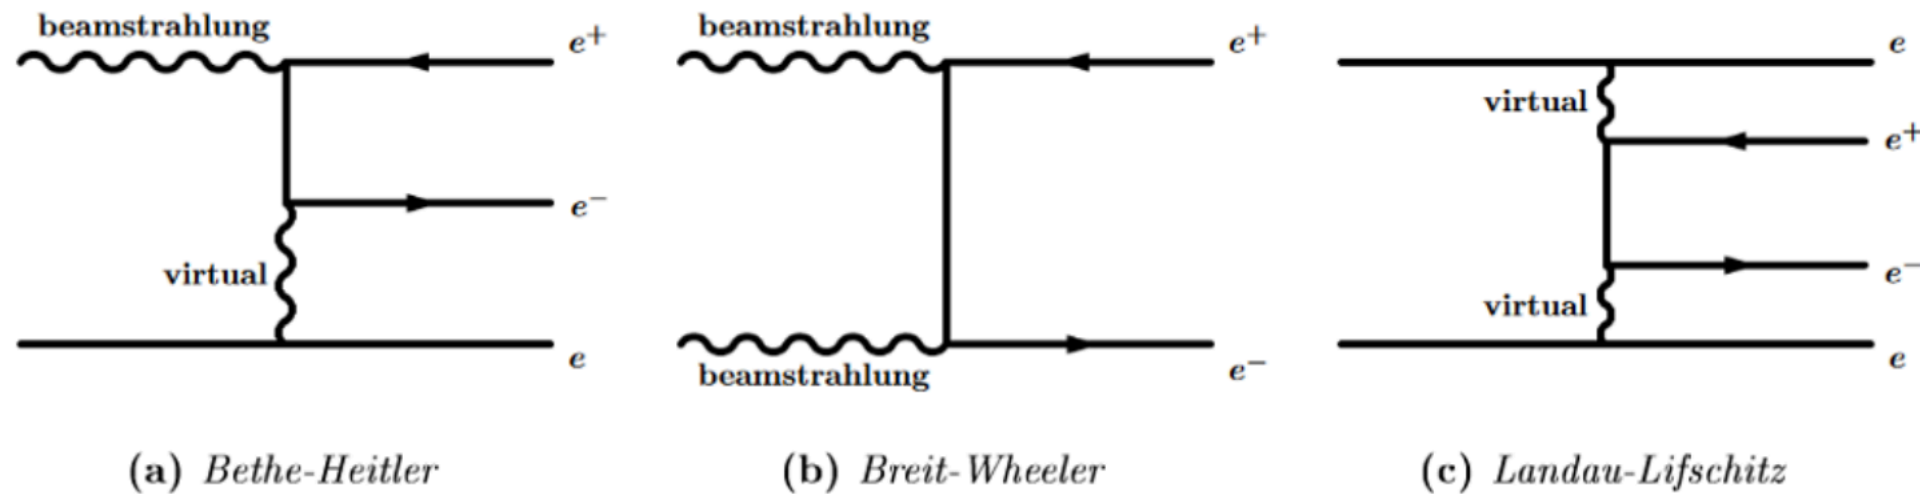 beamstrahlung
e⁺
e⁻
virtual
e
(a) Bethe-Heitler
beamstrahlung
e⁺
beamstrahlung
e⁻
(b) Breit-Wheeler
e
virtual
e⁺
virtual
e⁻
e
(c) Landau-Lifschitz